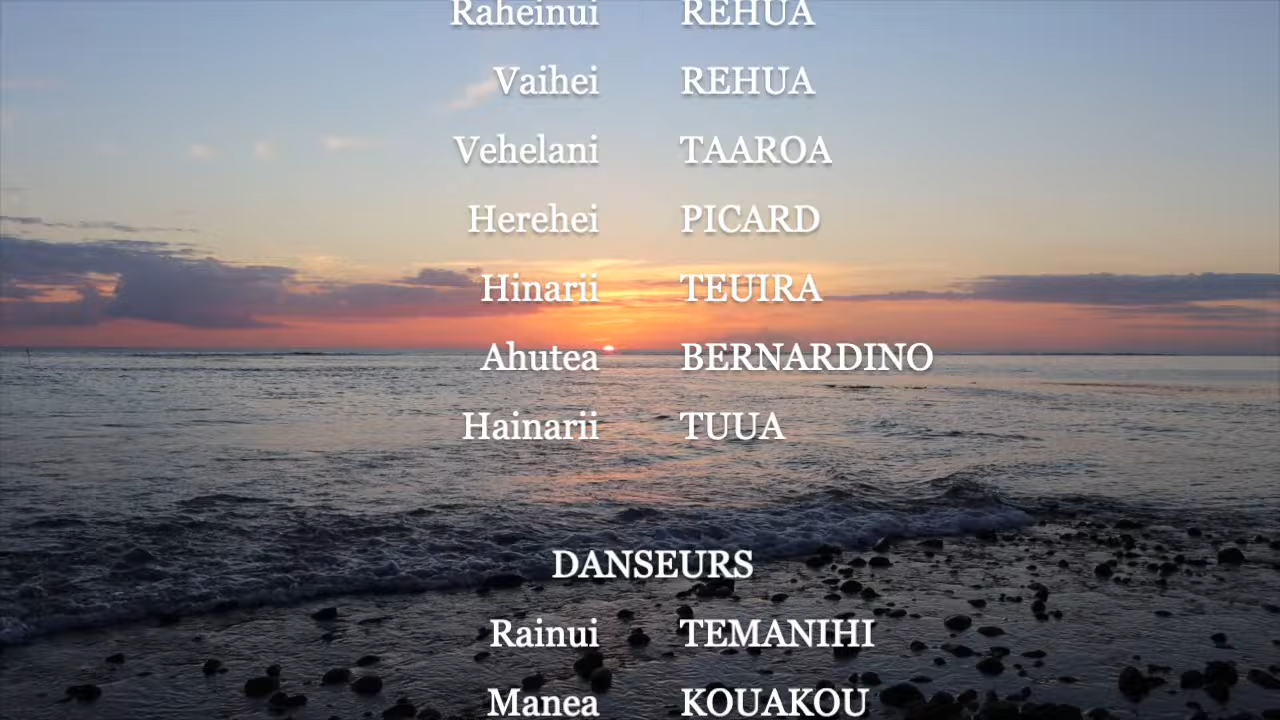 Raheinui REHUA
Vaihei REHUA
Vehelani TAAROA
Herehei PICARD
Hinarii TEUIRA
Ahutea BERNARDINO
Hainarii TUUA
DANSEURS
Rainui TEMANIHI
Manea KOUAKOU